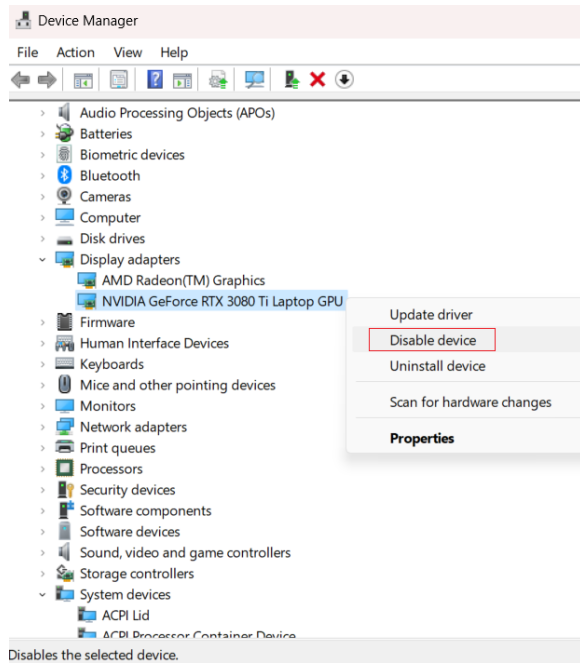 Device Manager
File Action View Help
Audio Processing Objects (APOs)
Batteries
Biometric devices
Bluetooth
Cameras
Computer
Disk drives
Display adapters
AMD Radeon(TM) Graphics
NVIDIA GeForce RTX 3080 Ti Laptop GPU
Firmware
Human Interface Devices
Keyboards
Mice and other pointing devices
Monitors
Network adapters
Print queues
Processors
Security devices
Software components
Software devices
Sound, video and game controllers
Storage controllers
System devices
ACPI Lid
ACPI Processor Container Device
Update driver
Disable device
Uninstall device
Scan for hardware changes
Properties
Disables the selected device.